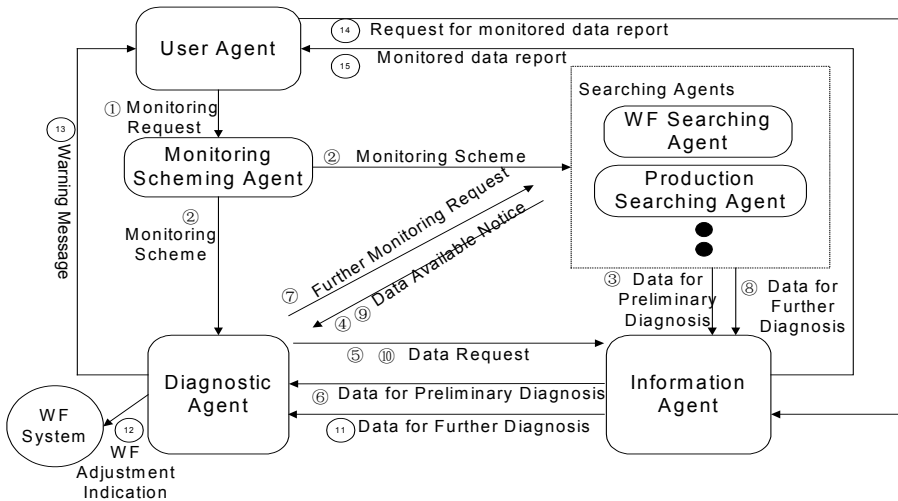 14 Request for monitored data report
User Agent
15 Monitored data report
Searching Agents
① Monitoring
Request
WF Searching
Agent
13 Warning Message
Monitoring
Scheming Agent
② Monitoring Scheme
Production
Searching Agent
②
Monitoring
Scheme
⑦ Further Monitoring Request
④ ⑨ Data Available Notice
③ Data for
Preliminary
Diagnosis
⑧ Data for
Further
Diagnosis
⑤ ⑩ Data Request
Diagnostic
Agent
Information
Agent
⑥ Data for Preliminary Diagnosis
11 Data for Further Diagnosis
WF
System
12 WF
Adjustment
Indication